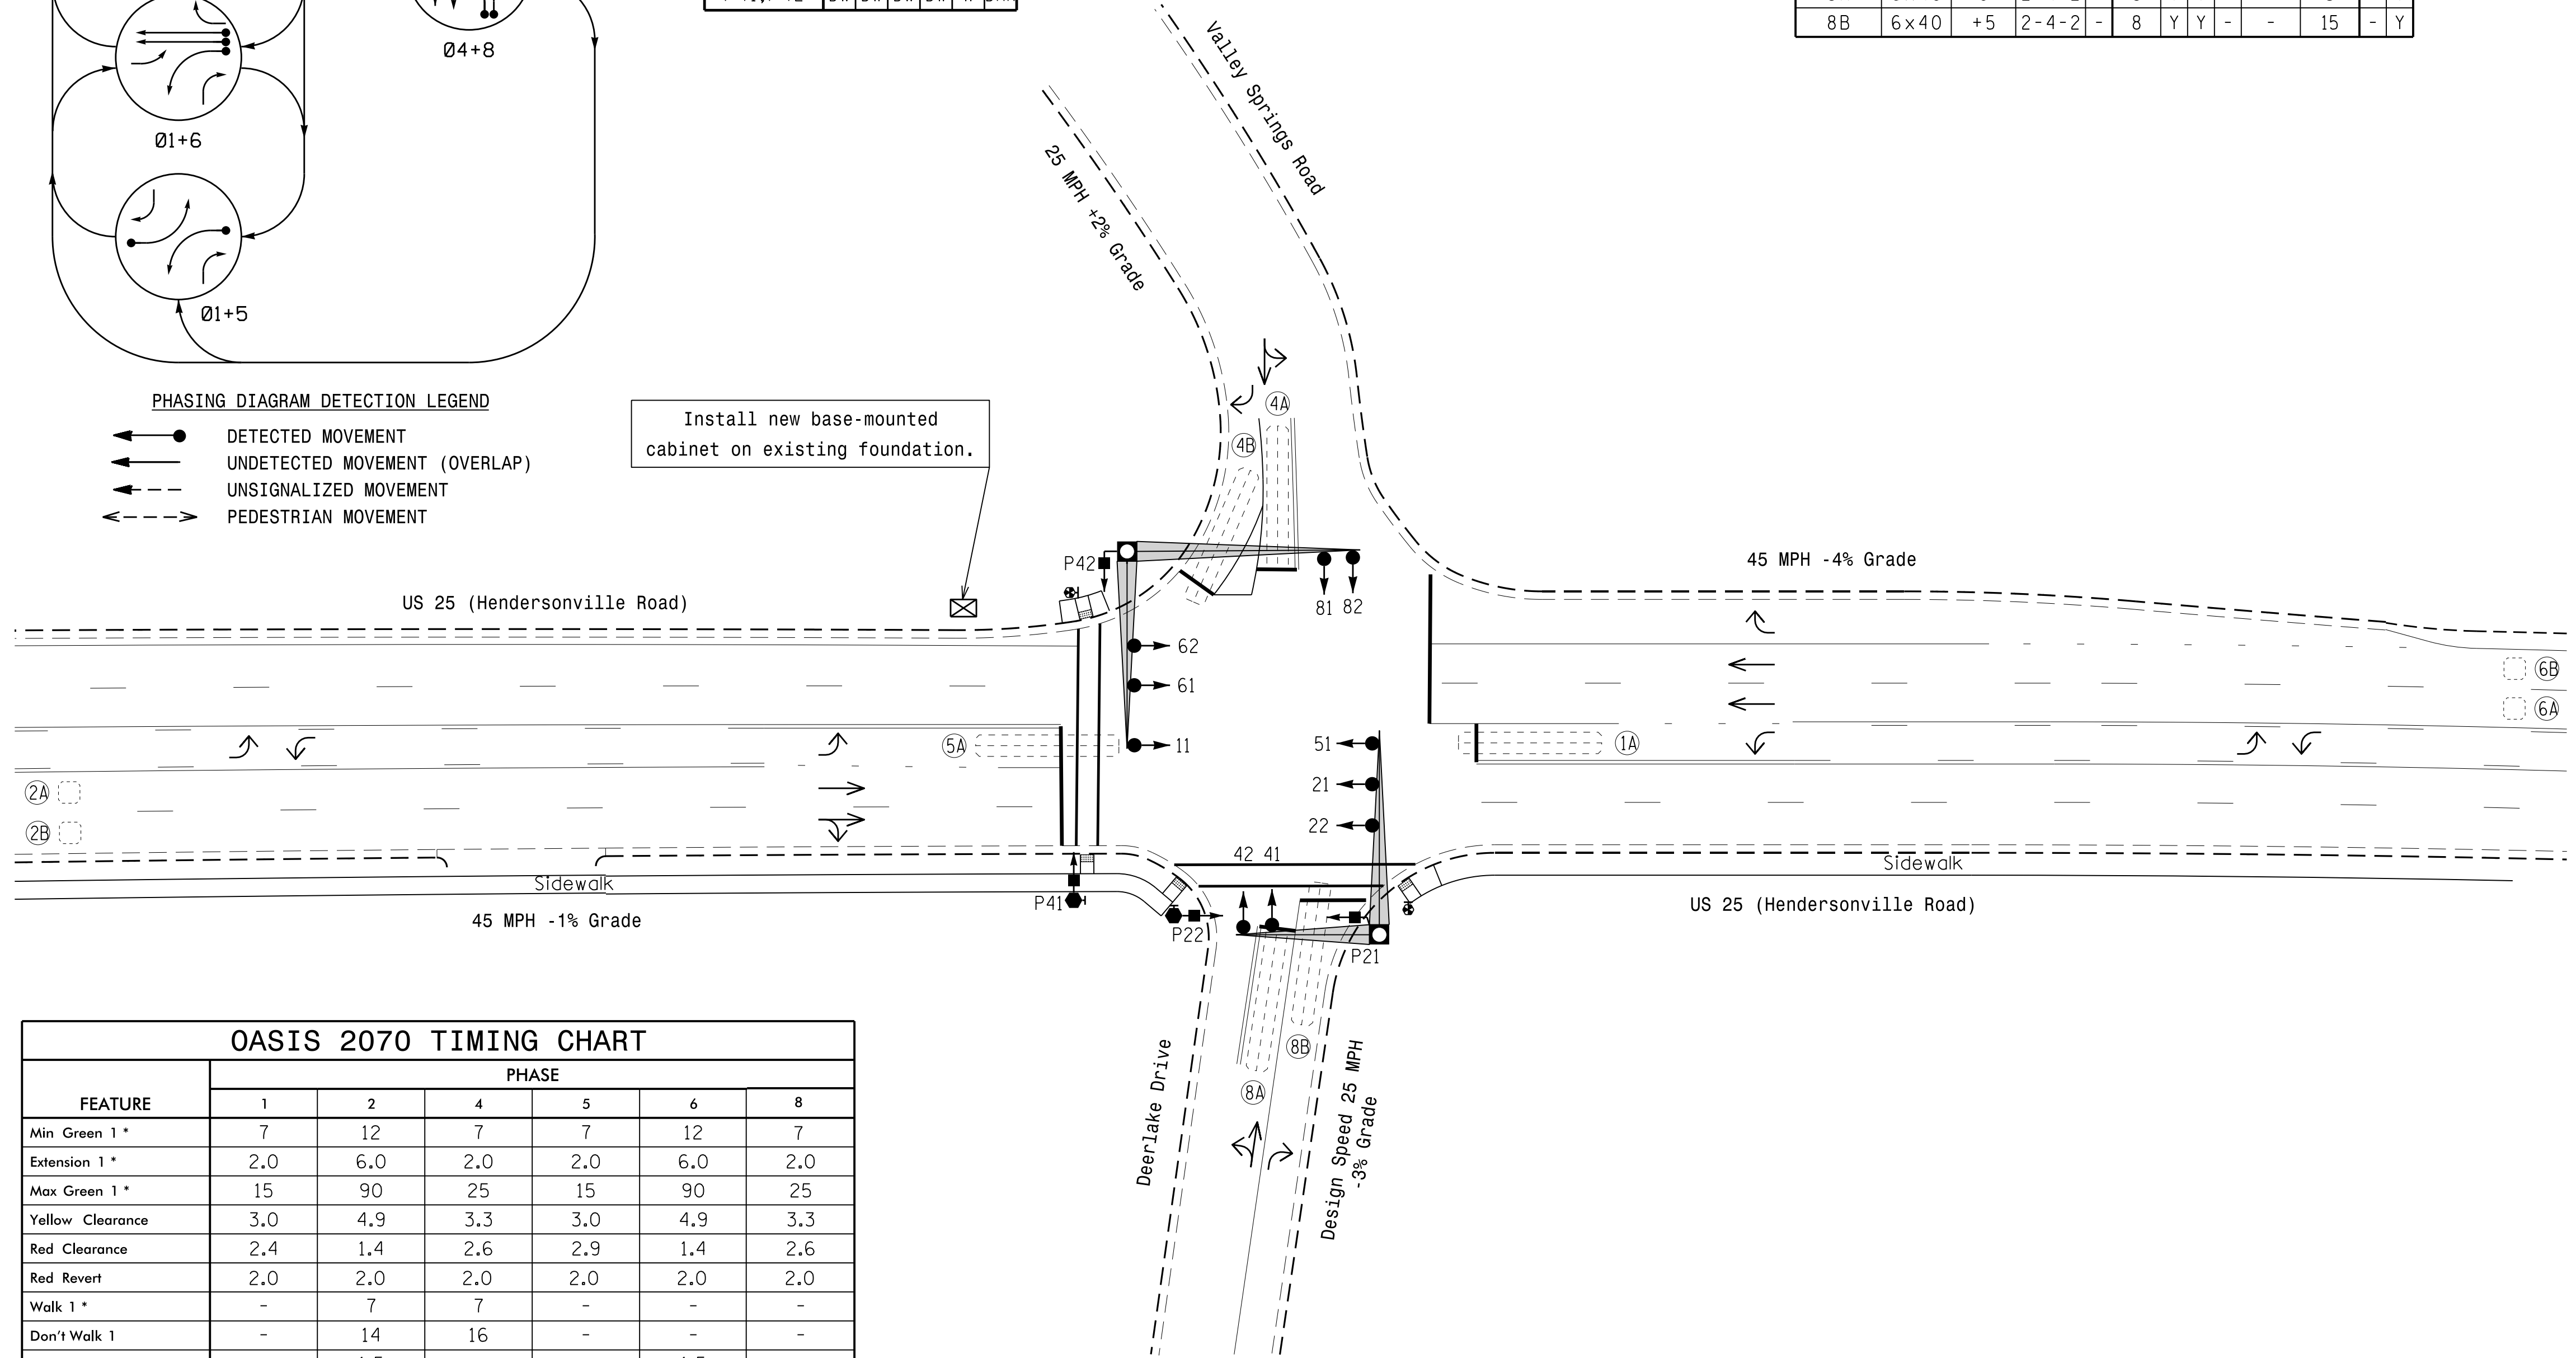 8B 6x40 +5 2-4-2 - 8 Y Y - - 15 - Y
Ø4+8
Ø1+6
Ø1+5
Valley Springs Road
25 MPH +2% Grade
PHASING DIAGRAM DETECTION LEGEND
DETECTED MOVEMENT
UNDETECTED MOVEMENT (OVERLAP)
UNSIGNALIZED MOVEMENT
PEDESTRIAN MOVEMENT
Install new base-mounted
cabinet on existing foundation.
4A
4B
P42
81 82
45 MPH -4% Grade
US 25 (Hendersonville Road)
62
61
11
6B
6A
5A
51
1A
21
22
2A
2B
42 41
Sidewalk
Sidewalk
45 MPH -1% Grade
P41
P22
P21
US 25 (Hendersonville Road)
8B
8A
Deerlake Drive
Design Speed 25 MPH
-3% Grade
OASIS 2070 TIMING CHART
FEATURE
PHASE
1 2 4 5 6 8
Min Green 1 * 7 12 7 7 12 7
Extension 1 * 2.0 6.0 2.0 2.0 6.0 2.0
Max Green 1 * 15 90 25 15 90 25
Yellow Clearance 3.0 4.9 3.3 3.0 4.9 3.3
Red Clearance 2.4 1.4 2.6 2.9 1.4 2.6
Red Revert 2.0 2.0 2.0 2.0 2.0 2.0
Walk 1 * - 7 7 - - -
Don't Walk 1 - 14 16 - - -